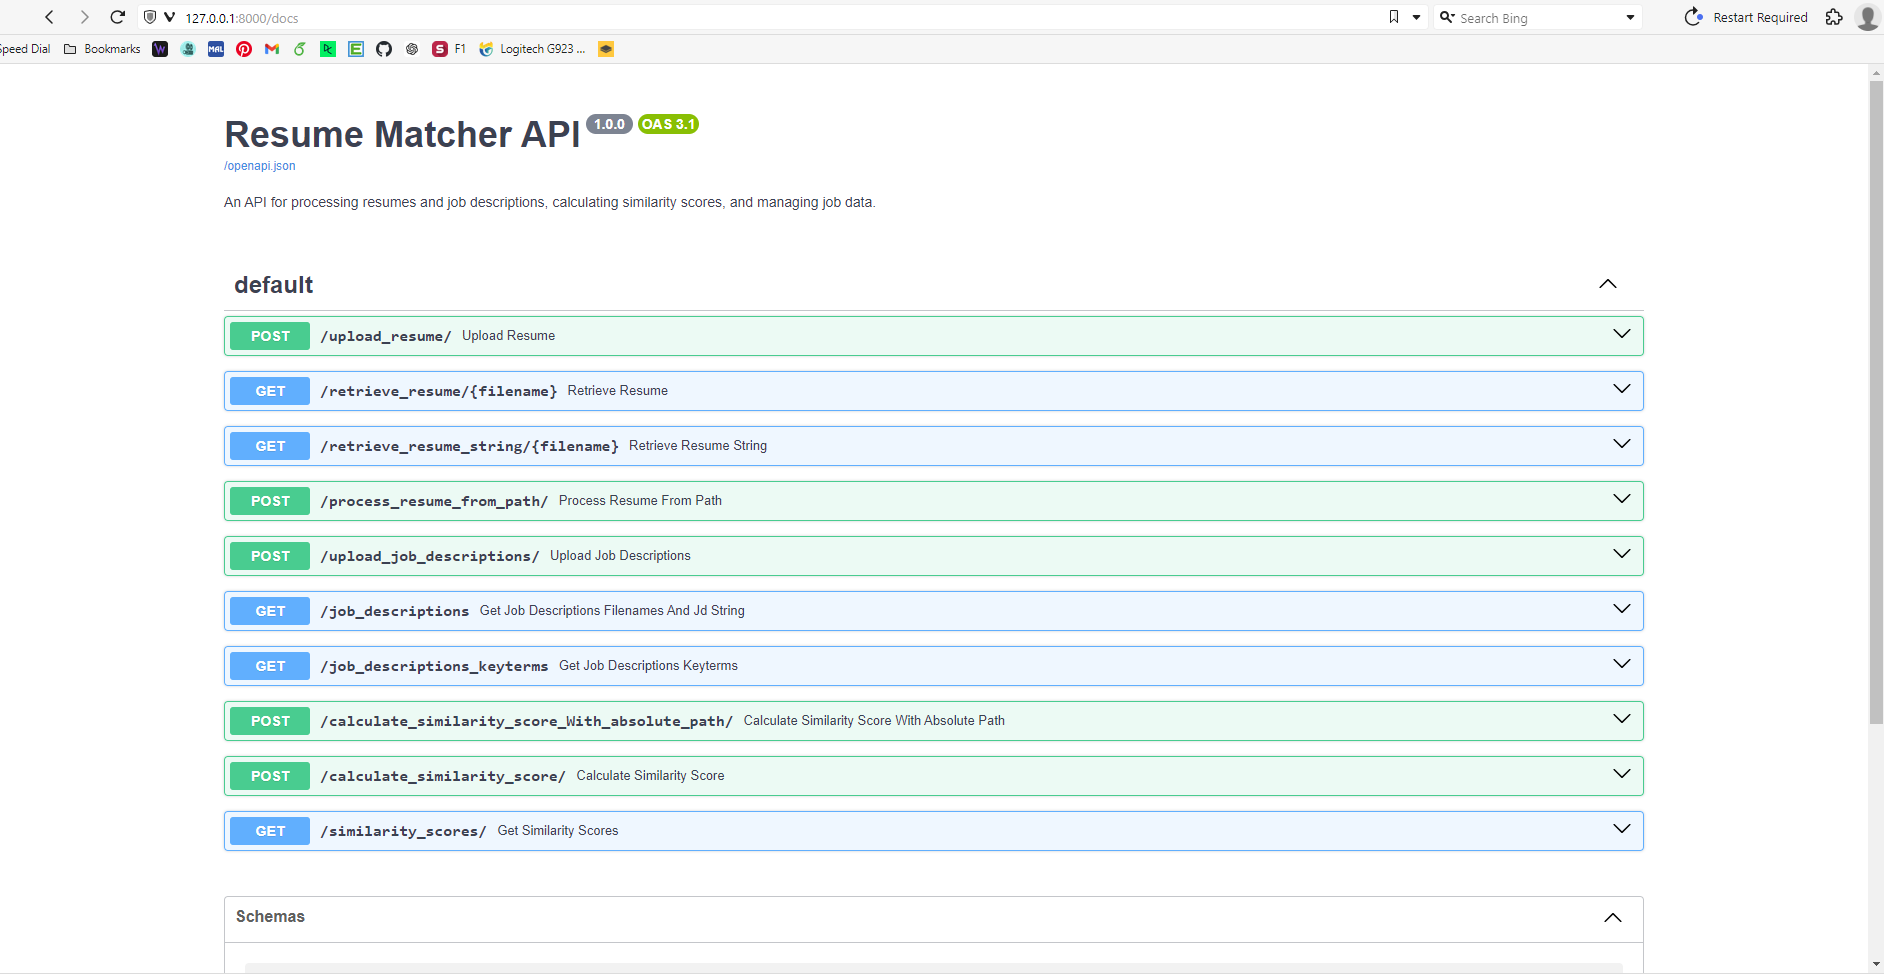 127.0.0.1:8000/docs
Search Bing
Restart Required
Speed Dial
Bookmarks
W
MAL
DC
E
S
F1
Logitech G923 ...
Resume Matcher API 1.0.0 OAS 3.1
/openapi.json
An API for processing resumes and job descriptions, calculating similarity scores, and managing job data.
default
POST /upload_resume/ Upload Resume
GET /retrieve_resume/{filename} Retrieve Resume
GET /retrieve_resume_string/{filename} Retrieve Resume String
POST /process_resume_from_path/ Process Resume From Path
POST /upload_job_descriptions/ Upload Job Descriptions
GET /job_descriptions Get Job Descriptions Filenames And Jd String
GET /job_descriptions_keyterms Get Job Descriptions Keyterms
POST /calculate_similarity_score_With_absolute_path/ Calculate Similarity Score With Absolute Path
POST /calculate_similarity_score/ Calculate Similarity Score
GET /similarity_scores/ Get Similarity Scores
Schemas